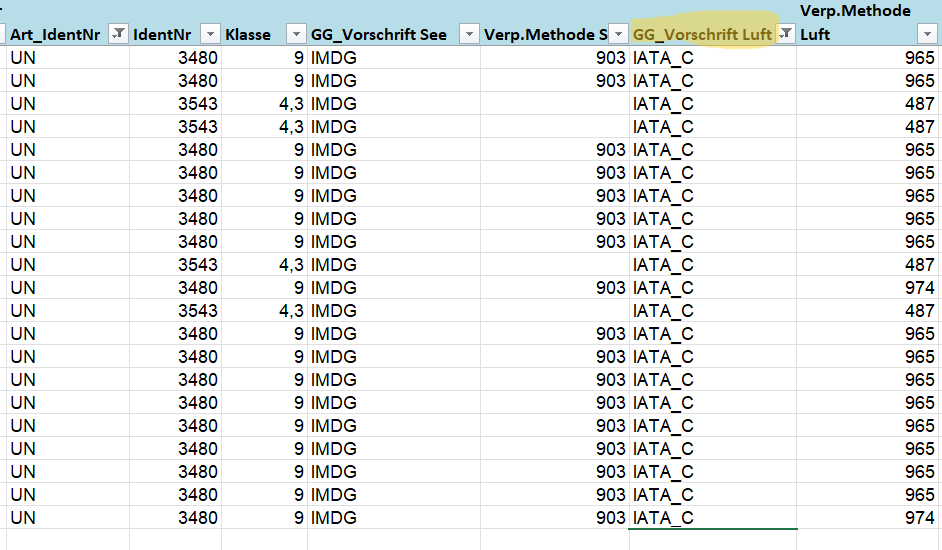 Verp.Methode
Art_IdentNr IdentNr Klasse GG_Vorschrift See Verp.Methode S GG_Vorschrift Luft Luft
UN 3480 9 IMDG 903 IATA_C 965
UN 3480 9 IMDG 903 IATA_C 965
UN 3543 4,3 IMDG IATA_C 487
UN 3543 4,3 IMDG IATA_C 487
UN 3480 9 IMDG 903 IATA_C 965
UN 3480 9 IMDG 903 IATA_C 965
UN 3480 9 IMDG 903 IATA_C 965
UN 3480 9 IMDG 903 IATA_C 965
UN 3480 9 IMDG 903 IATA_C 965
UN 3543 4,3 IMDG IATA_C 487
UN 3480 9 IMDG 903 IATA_C 974
UN 3543 4,3 IMDG IATA_C 487
UN 3480 9 IMDG 903 IATA_C 965
UN 3480 9 IMDG 903 IATA_C 965
UN 3480 9 IMDG 903 IATA_C 965
UN 3480 9 IMDG 903 IATA_C 965
UN 3480 9 IMDG 903 IATA_C 965
UN 3480 9 IMDG 903 IATA_C 965
UN 3480 9 IMDG 903 IATA_C 965
UN 3480 9 IMDG 903 IATA_C 965
UN 3480 9 IMDG 903 IATA_C 974